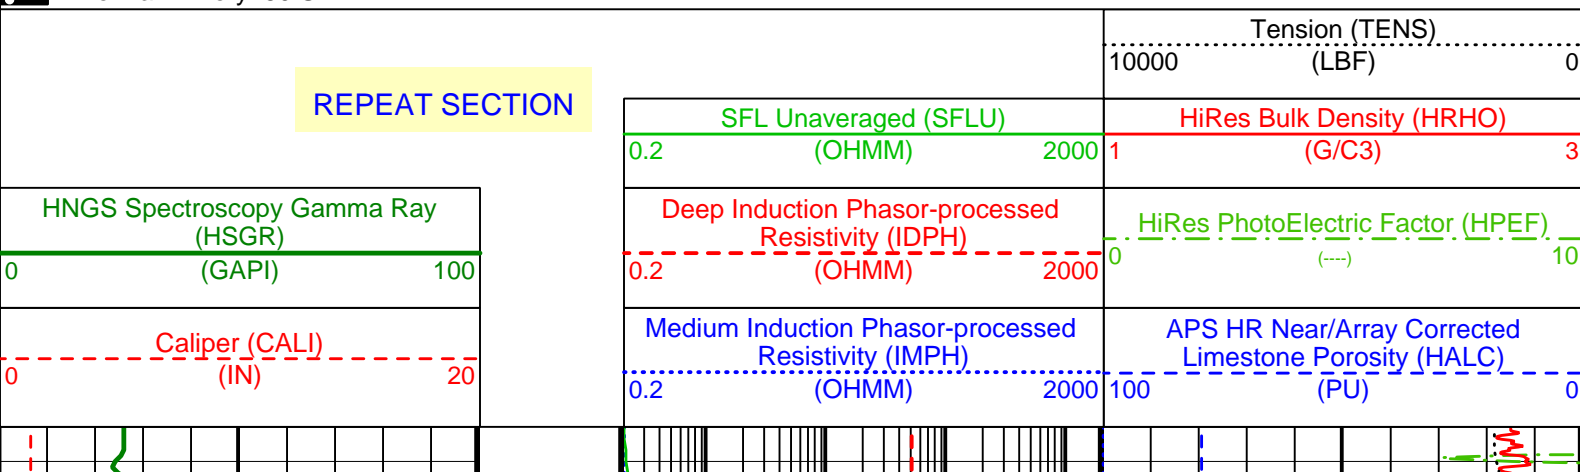 Tension (TENS)
10000 (LBF) 0
REPEAT SECTION
SFL Unaveraged (SFLU)
0.2 (OHMM) 2000
HiRes Bulk Density (HRHO)
1 (G/C3) 3
HNGS Spectroscopy Gamma Ray
(HSGR)
0 (GAPI) 100
Deep Induction Phasor-processed
Resistivity (IDPH)
0.2 (OHMM) 2000
HiRes PhotoElectric Factor (HPEF)
0 (----) 10
Caliper (CALI)
0 (IN) 20
Medium Induction Phasor-processed
Resistivity (IMPH)
0.2 (OHMM) 2000
APS HR Near/Array Corrected
Limestone Porosity (HALC)
100 (PU) 0